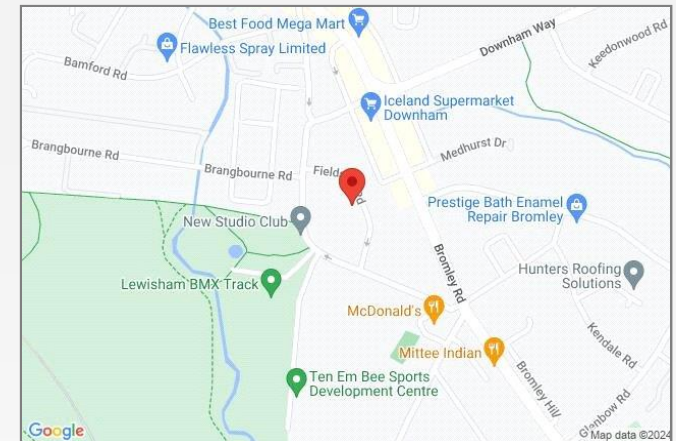 Best Food Mega Mart
Flawless Spray Limited
Bamford Rd
Downham Way
Keedonwood Rd
Iceland Supermarket
Downham
Medhurst Dr
Brangbourne Rd
Brangbourne Rd
Rd
Prestige Bath Enamel
Repair Bromley
New Studio Club
Bromley Rd
Lewisham BMX Track
Hunters Roofing
Solutions
McDonald's
Mittee Indian
Kendale Rd
Ten Em Bee Sports
Development Centre
Bromley Hill
Glenbow Rd
Google
Map data ©2024